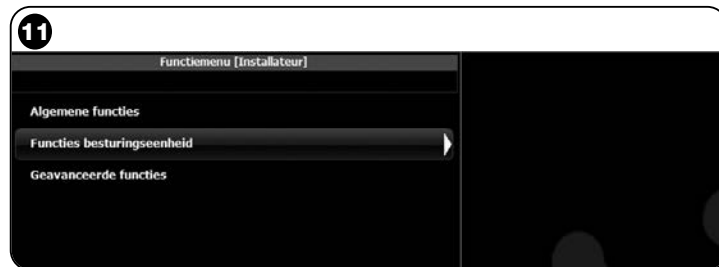 11
Functiemenu [Installateur]
Algemene functies
Functies besturingseenheid
Geavanceerde functies